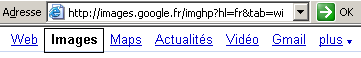 Adresse http://images.google.fr/imghp?hl=fr&tab=wi OK
Web Images Maps Actualités Vidéo Gmail plus